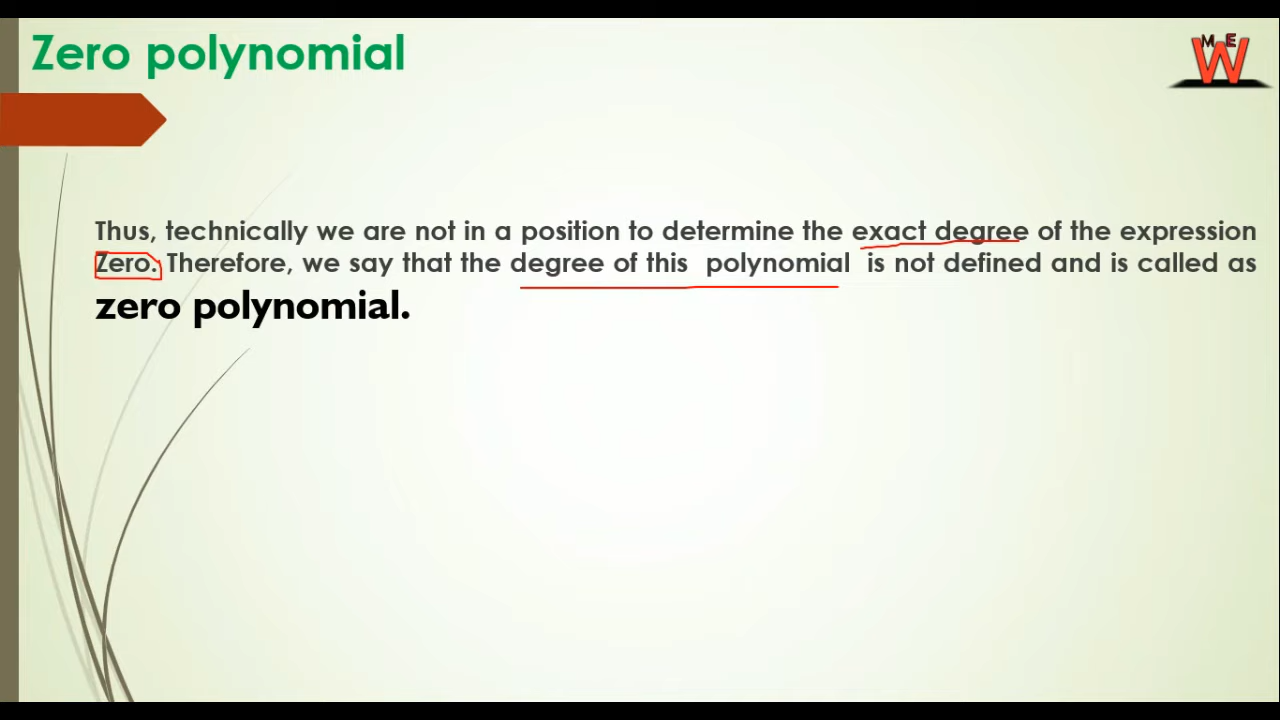 Zero polynomial
M E
W
Thus, technically we are not in a position to determine the exact degree of the expression
Zero. Therefore, we say that the degree of this polynomial is not defined and is called as
zero polynomial.